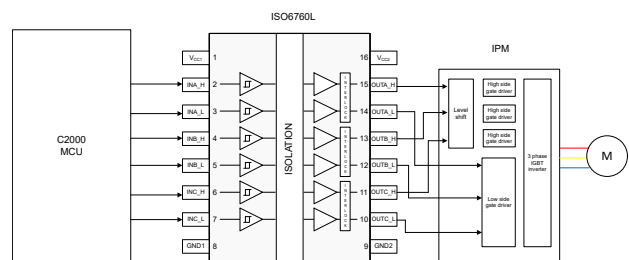 ISO6760L
C2000
MCU
VCC1
1
INA_H
2
INA_L
3
INB_H
4
INB_L
5
INC_H
6
INC_L
7
GND1
8
ISOLATION
INTERLOCK
INTERLOCK
INTERLOCK
16
VCC2
15
OUTA_H
14
OUTA_L
13
OUTB_H
12
OUTB_L
11
OUTC_H
10
OUTC_L
9
GND2
IPM
Level
shift
High side
gate driver
High side
gate driver
High side
gate driver
Low side
gate driver
3 phase
IGBT
inverter
M